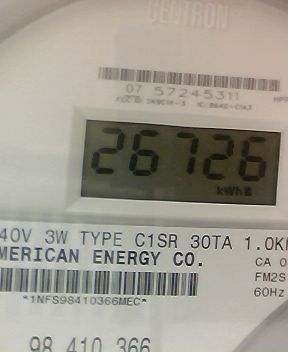 CENTRON®
07 57245311
26726
kWh
40V 3W TYPE C1SR 30TA 1.0K
MERICAN ENERGY CO.
CA 0
FM2S
*1NFS98410366MEC*
60Hz
98 410 366